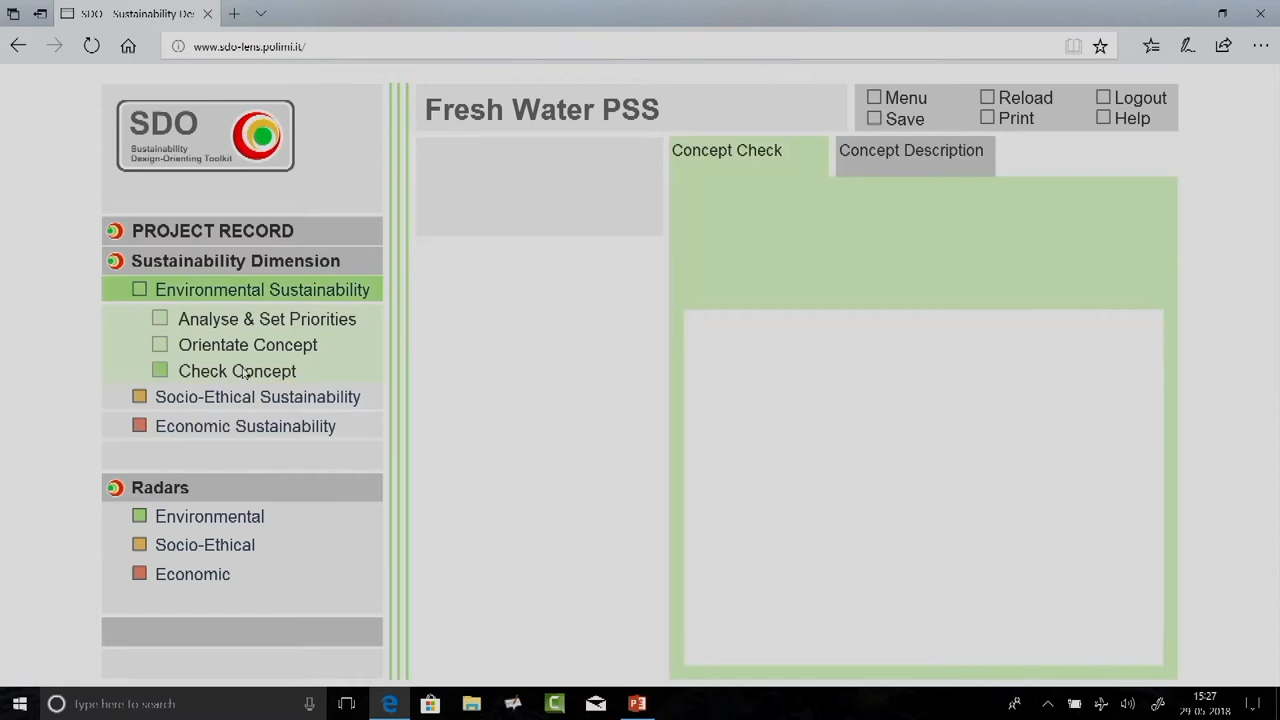 SDO - Sustainability De:
www.sdo-lens.polimi.it/
SDO
Sustainability
Design-Orienting Toolkit
Fresh Water PSS
Menu
Reload
Logout
Save
Print
Help
Concept Check
Concept Description
PROJECT RECORD
Sustainability Dimension
Environmental Sustainability
Analyse & Set Priorities
Orientate Concept
Check Concept
Socio-Ethical Sustainability
Economic Sustainability
Radars
Environmental
Socio-Ethical
Economic
Type here to search
15:27
29-05-2018